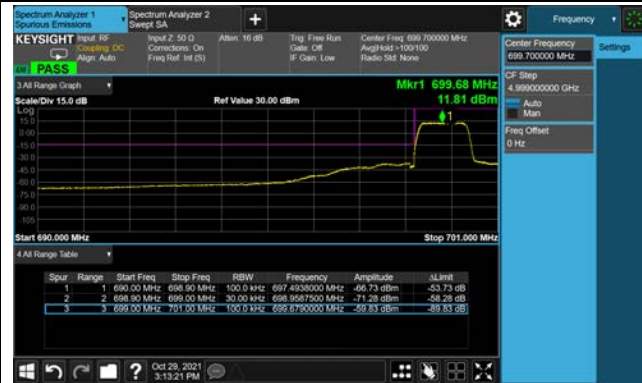 Spectrum Analyzer 1
Spurious Emissions
Spectrum Analyzer 2
Swept SA
+
Frequency
KEYSIGHT
Input: RF
Coupling: DC
Align: Auto
Input Z: 50 Ω
Corrections: On
Freq Ref: Int (S)
Atten: 16 dB
Trig: Free Run
Gate: Off
IF Gain: Low
Center Freq: 699.700000 MHz
Avg|Hold:>100/100
Radio Std: None
PASS
Center Frequency
699.700000 MHz
Settings
CF Step
4.999000000 GHz
Auto
Man
Freq Offset
0 Hz
3 All Range Graph
Mkr1 699.68 MHz
Scale/Div 15.0 dB
Ref Value 30.00 dBm
11.81 dBm
Log
15.0
0.00
-15.0
-30.0
-45.0
-60.0
-75.0
-90.0
-105
1
Start 690.000 MHz
Stop 701.000 MHz
4 All Range Table
Spur Range Start Freq Stop Freq RBW Frequency Amplitude ΔLimit
1 1 690.00 MHz 698.90 MHz 100.0 kHz 697.4938000 MHz -66.73 dBm -53.73 dB
2 2 698.90 MHz 699.00 MHz 30.00 kHz 698.9587500 MHz -71.28 dBm -58.28 dB
3 3 699.00 MHz 701.00 MHz 100.0 kHz 699.6790000 MHz -59.83 dBm -89.83 dB
? Oct 29, 2021
3:13:21 PM